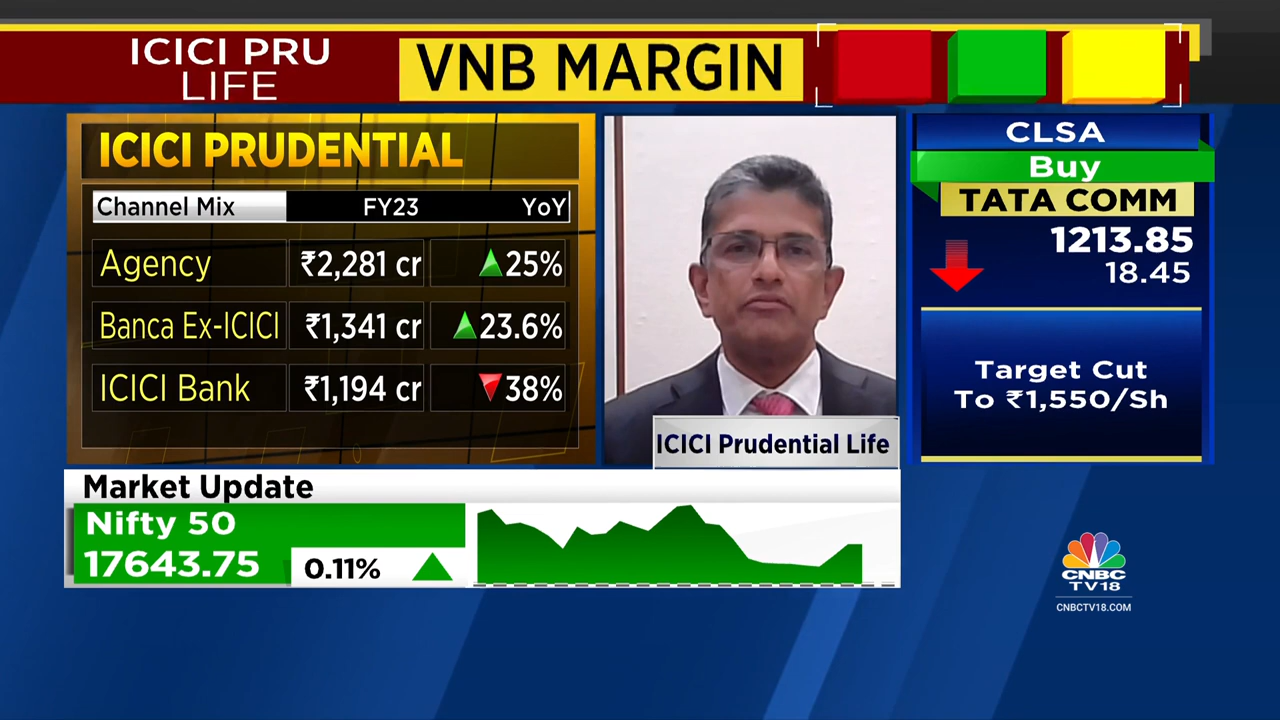 ICICI PRU
LIFE
VNB MARGIN
ICICI PRUDENTIAL
Channel Mix FY23 YoY
Agency ₹2,281 cr 25%
Banca Ex-ICICI ₹1,341 cr 23.6%
ICICI Bank ₹1,194 cr 38%
ICICI Prudential Life
CLSA
Buy
TATA COMM
1213.85
18.45
Target Cut
To ₹1,550/Sh
Market Update
Nifty 50
17643.75 0.11%
CNBC
TV18
CNBCTV18.COM